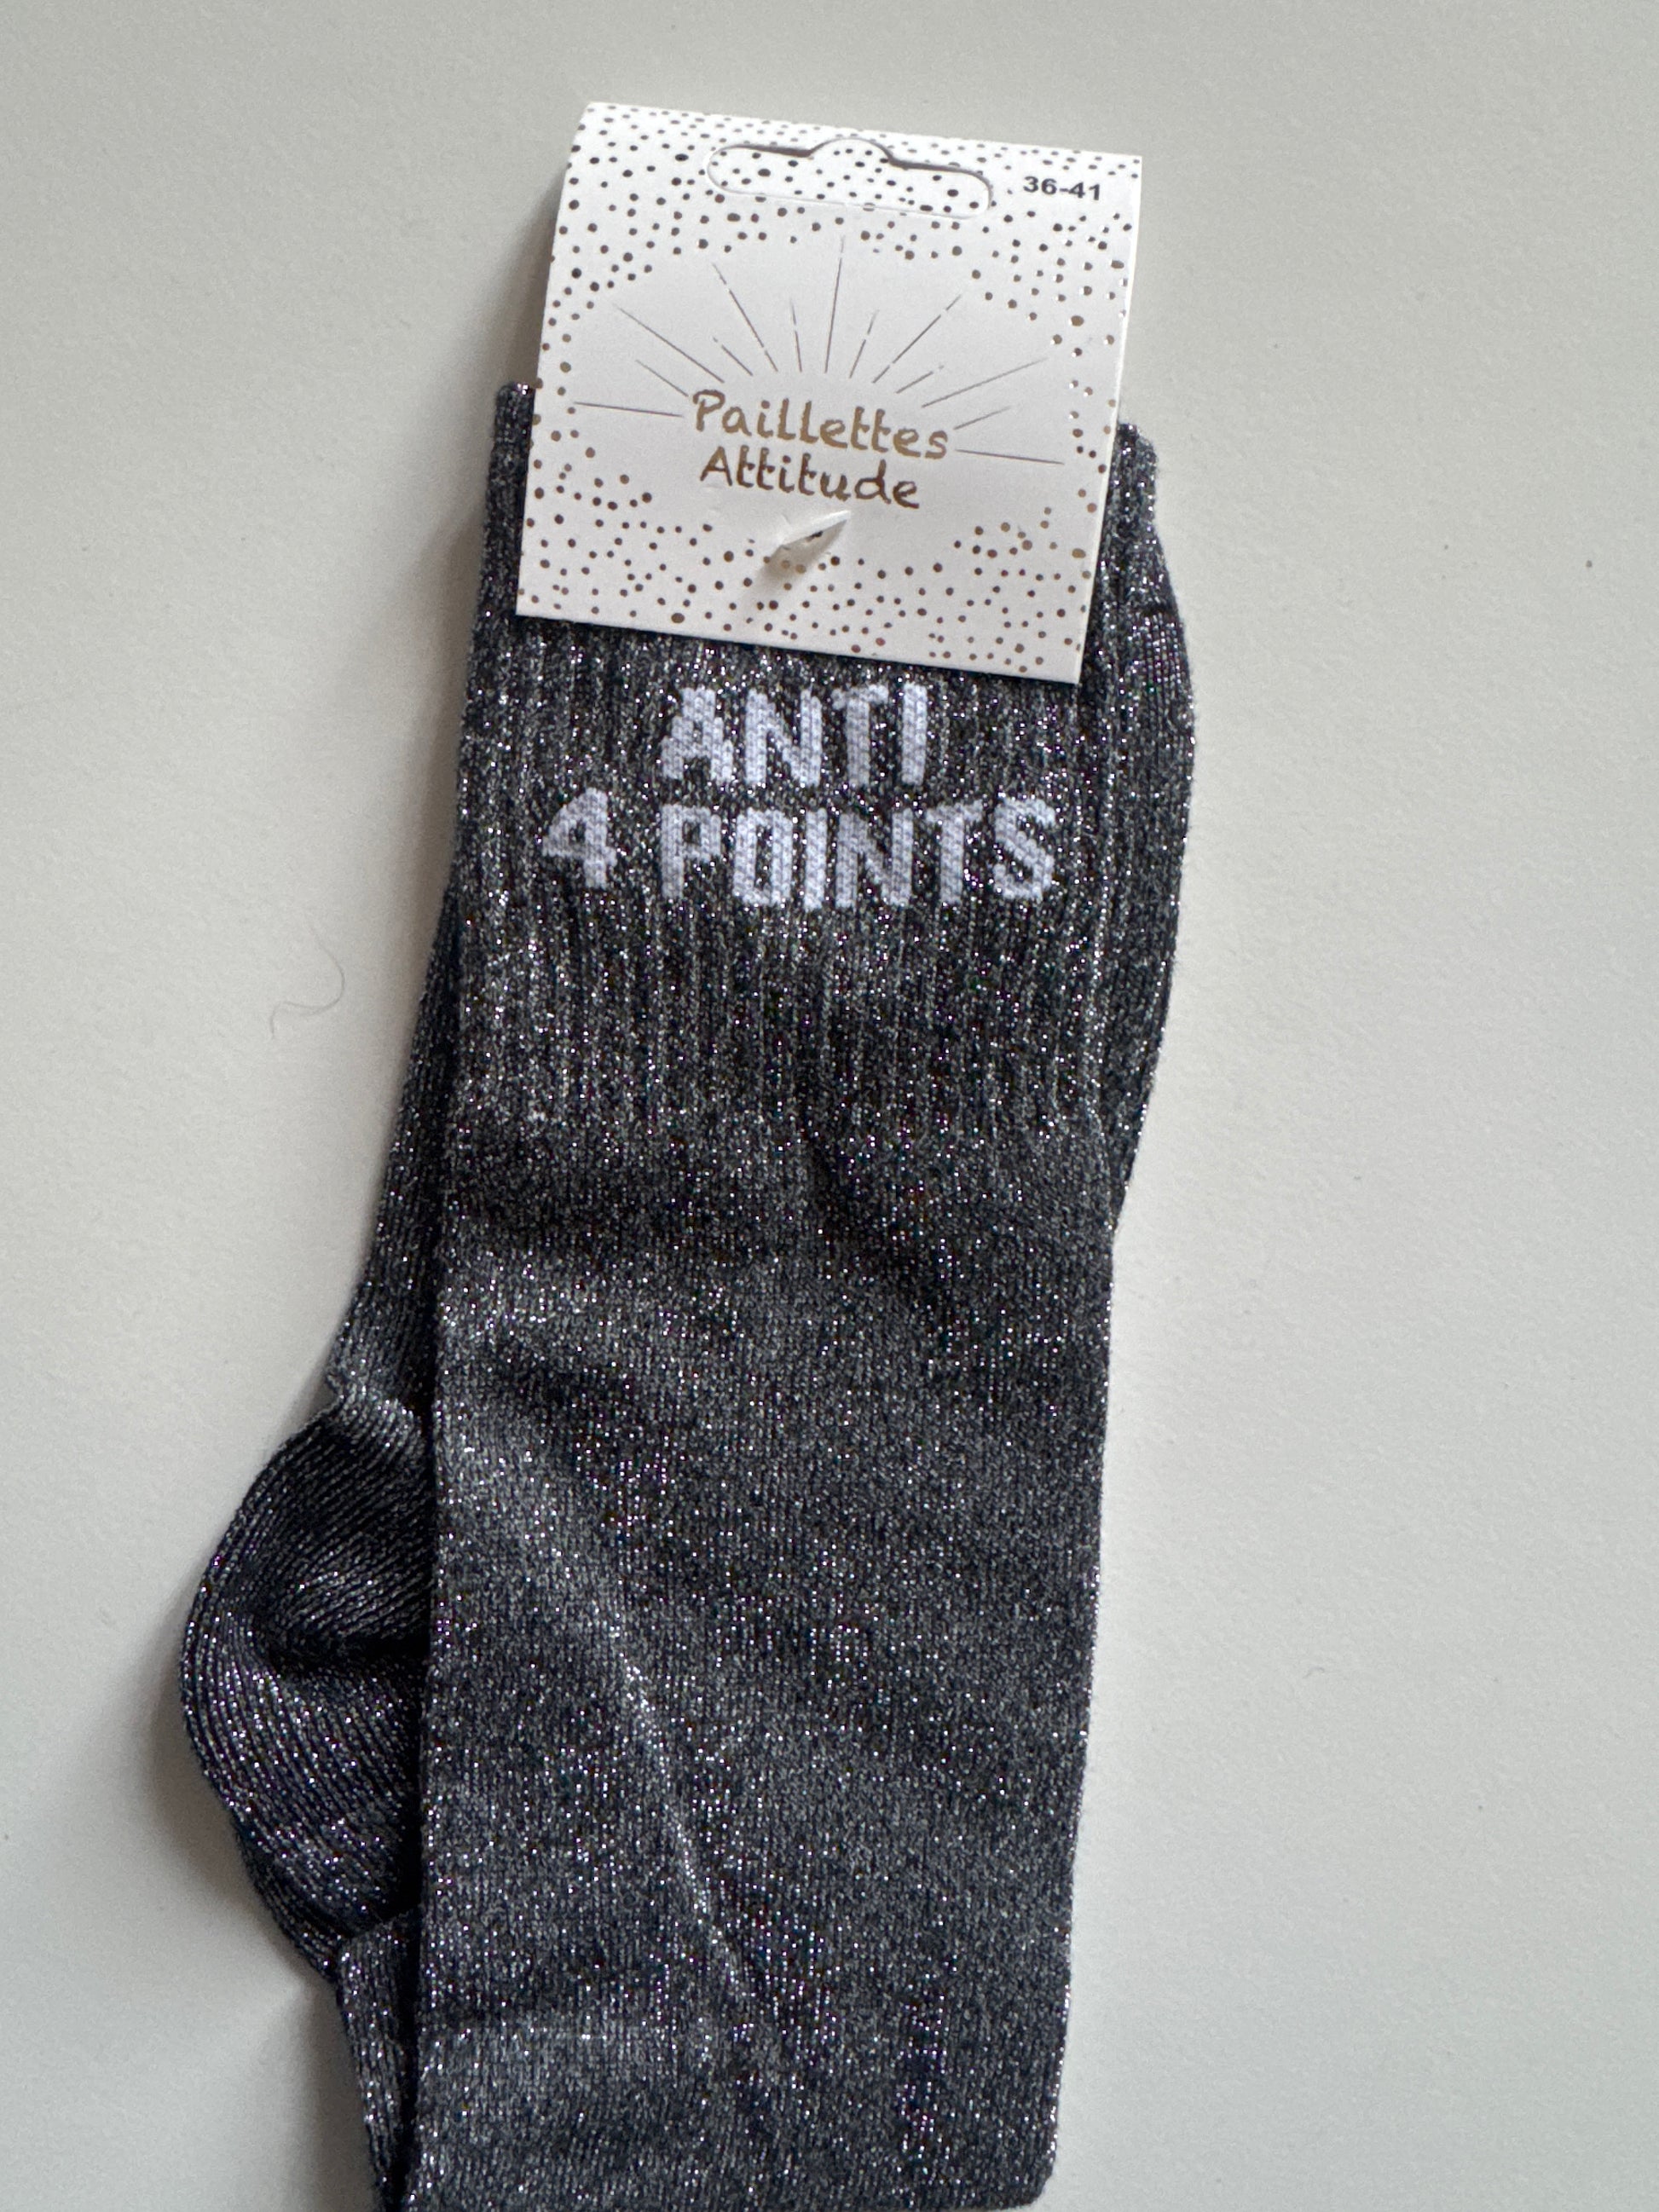 36-41
Paillettes
Attitude
ANTI
4 POINTS